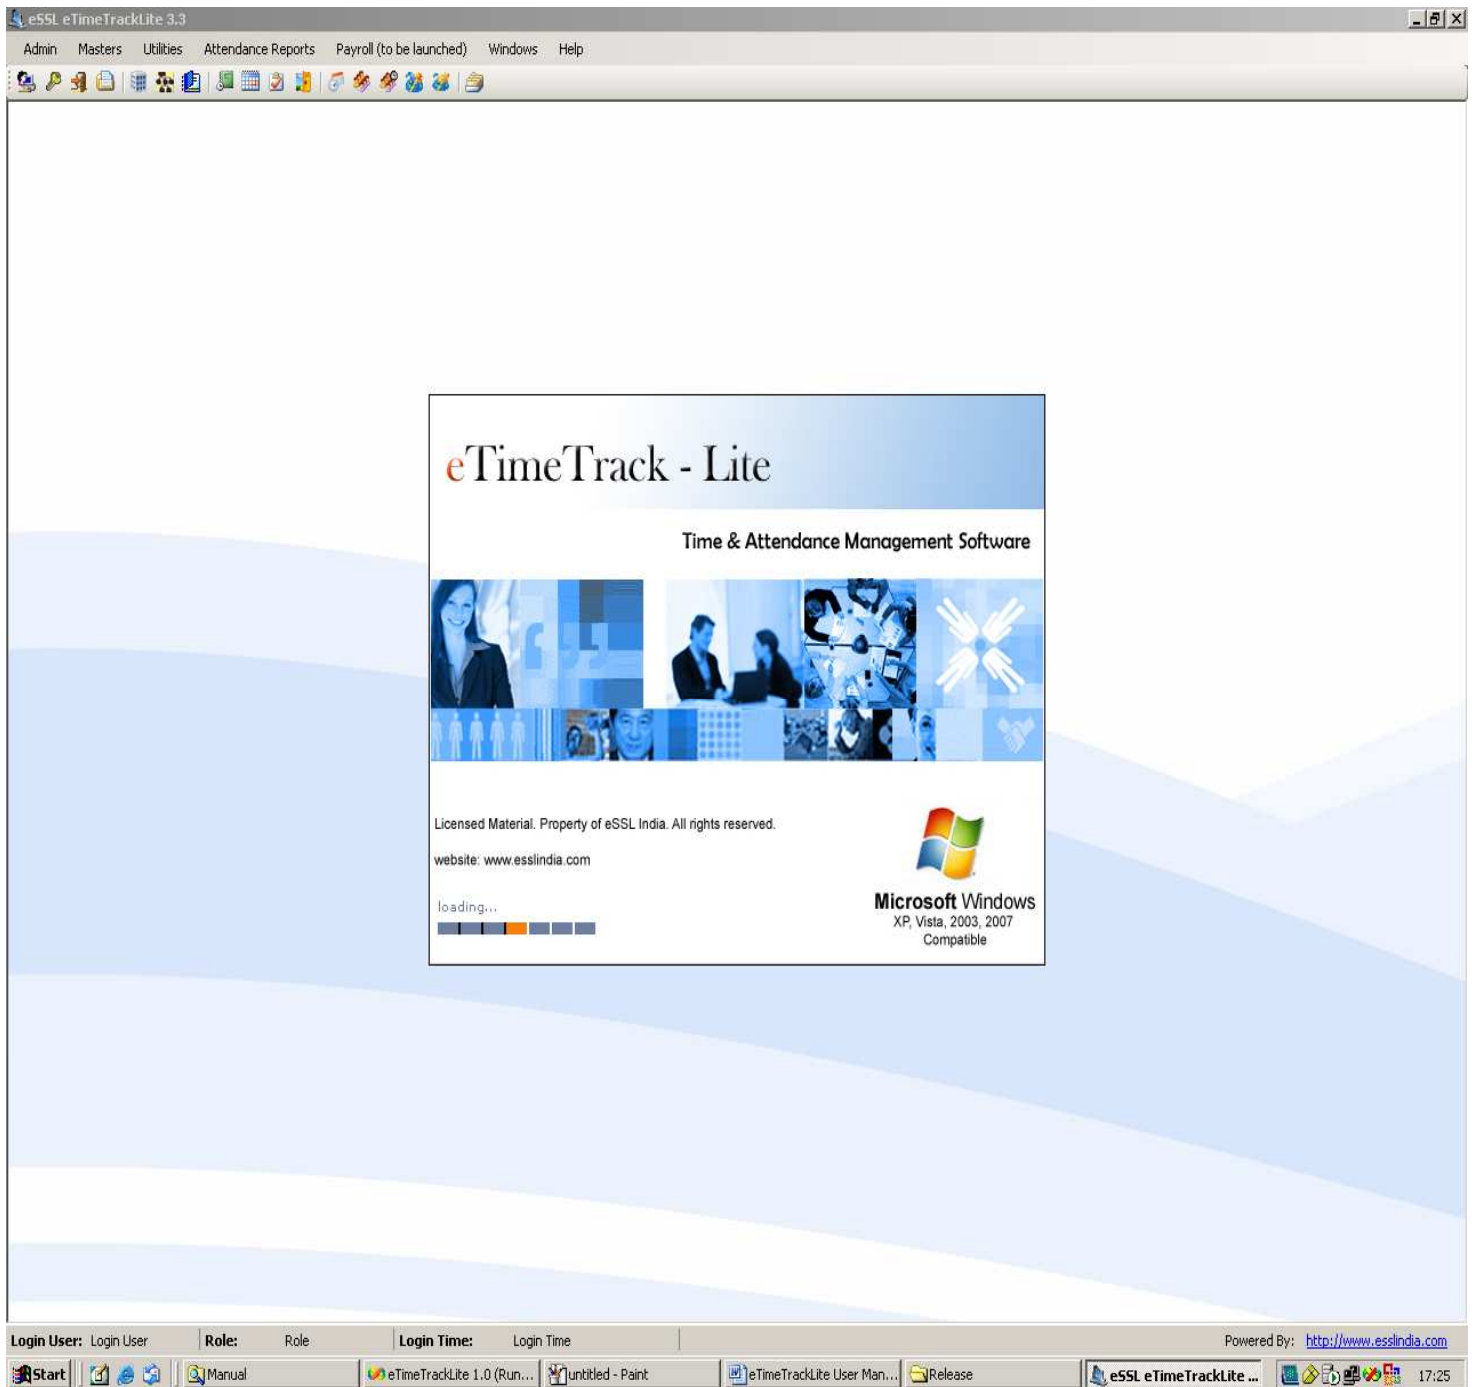 eSSL eTimeTrackLite 3.3
Admin Masters Utilities Attendance Reports Payroll (to be launched) Windows Help
eTimeTrack - Lite
Time & Attendance Management Software
Licensed Material. Property of eSSL India. All rights reserved.
website: www.esslindia.com
loading...
Microsoft Windows
XP, Vista, 2003, 2007
Compatible
Login User: Login User Role: Role Login Time: Login Time Powered By: http://www.esslindia.com
Start Manual eTimeTrackLite 1.0 (Run... untitled - Paint eTimeTrackLite User Man... Release eSSL eTimeTrackLite ... 17:25